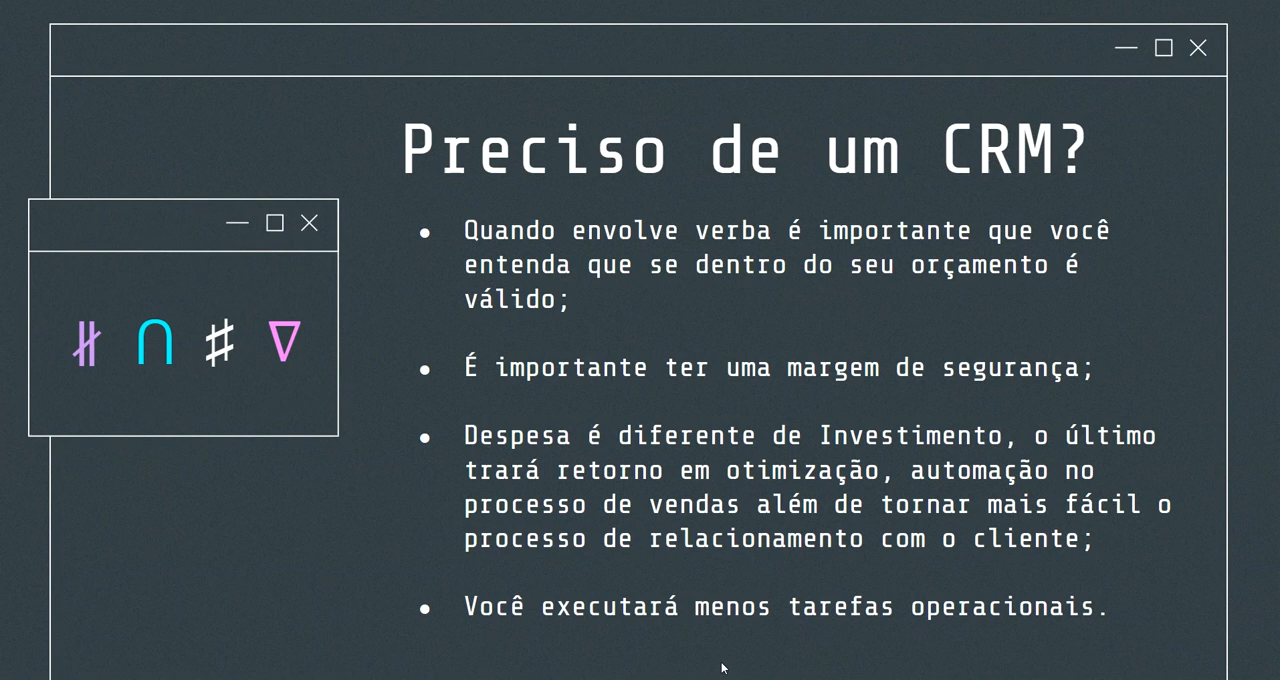 Preciso de um CRM?
● Quando envolve verba é importante que você
entenda que se dentro do seu orçamento é
válido;
● É importante ter uma margem de segurança;
● Despesa é diferente de Investimento, o último
trará retorno em otimização, automação no
processo de vendas além de tornar mais fácil o
processo de relacionamento com o cliente;
● Você executará menos tarefas operacionais.
∦ ∩ ♯ ∇